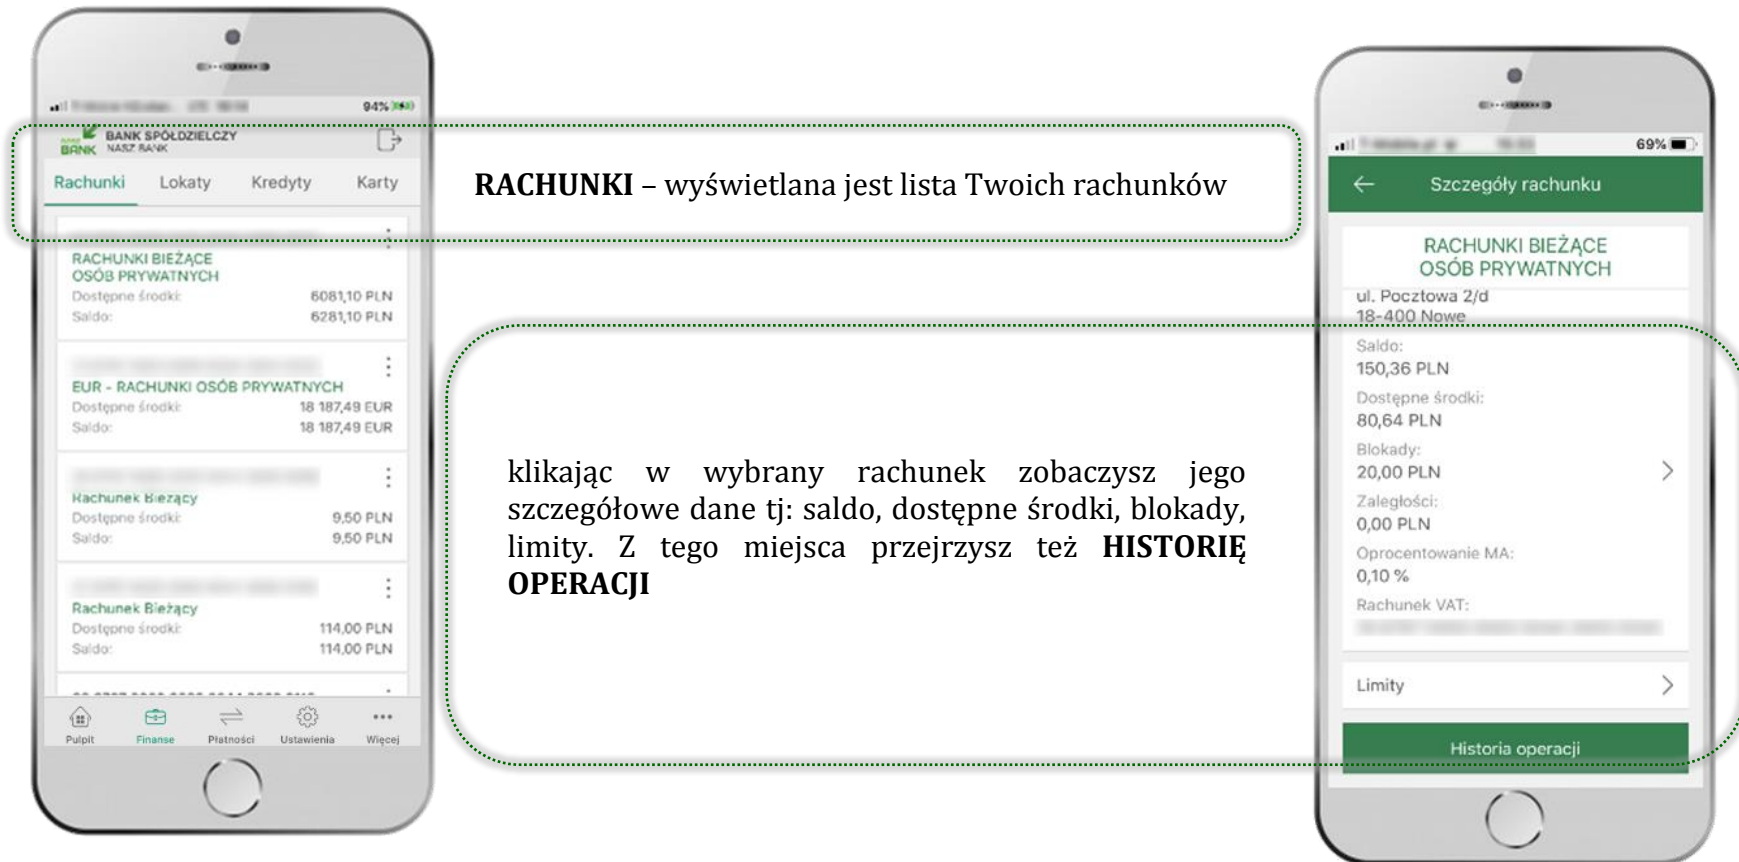 94%
BANK SPÓŁDZIELCZY
BANK NASZ BANK
Rachunki Lokaty Kredyty Karty
RACHUNKI BIEŻĄCE
OSÓB PRYWATNYCH
Dostępne środki: 6081,10 PLN
Saldo: 6281,10 PLN
EUR - RACHUNKI OSÓB PRYWATNYCH
Dostępne środki: 18 187,49 EUR
Saldo: 18 187,49 EUR
Rachunek Bieżący
Dostępne środki: 9,50 PLN
Saldo: 9,50 PLN
Rachunek Bieżący
Dostępne środki: 114,00 PLN
Saldo: 114,00 PLN
Pulpit Finanse Płatności Ustawienia Więcej
RACHUNKI – wyświetlana jest lista Twoich rachunków
klikając w wybrany rachunek zobaczysz jego
szczegółowe dane tj: saldo, dostępne środki, blokady,
limity. Z tego miejsca przejrzysz też HISTORIĘ
OPERACJI
69%
Szczegóły rachunku
RACHUNKI BIEŻĄCE
OSÓB PRYWATNYCH
ul. Pocztowa 2/d
18-400 Nowe
Saldo:
150,36 PLN
Dostępne środki:
80,64 PLN
Blokady:
20,00 PLN
Zaległości:
0,00 PLN
Oprocentowanie MA:
0,10 %
Rachunek VAT:
Limity
Historia operacji